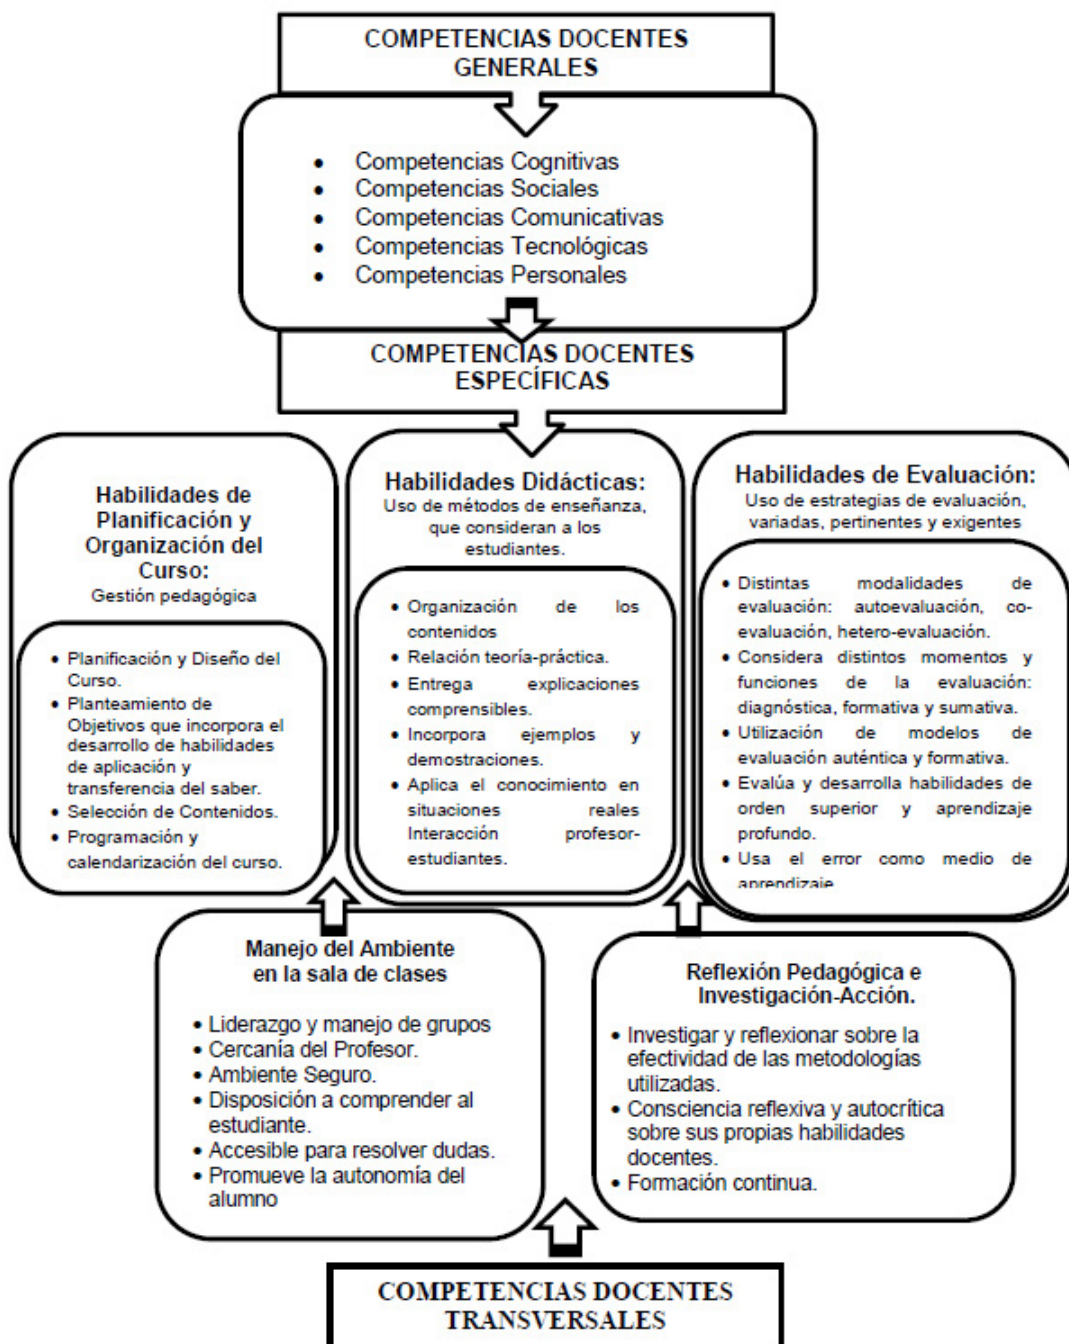 COMPETENCIAS DOCENTES
GENERALES
• Competencias Cognitivas
• Competencias Sociales
• Competencias Comunicativas
• Competencias Tecnológicas
• Competencias Personales
COMPETENCIAS DOCENTES
ESPECÍFICAS
Habilidades de
Planificación y
Organización del
Curso:
Gestión pedagógica
• Planificación y Diseño del
Curso.
• Planteamiento de
Objetivos que incorpora el
desarrollo de habilidades
de aplicación y
transferencia del saber.
• Selección de Contenidos.
• Programación y
calendarización del curso.
Habilidades Didácticas:
Uso de métodos de enseñanza,
que consideran a los
estudiantes.
• Organización de los
contenidos
• Relación teoría-práctica.
• Entrega explicaciones
comprensibles.
• Incorpora ejemplos y
demostraciones.
• Aplica el conocimiento en
situaciones reales
Interacción profesor-
estudiantes.
Habilidades de Evaluación:
Uso de estrategias de evaluación,
variadas, pertinentes y exigentes
• Distintas modalidades de
evaluación: autoevaluación, co-
evaluación, hetero-evaluación.
• Considera distintos momentos y
funciones de la evaluación:
diagnóstica, formativa y sumativa.
• Utilización de modelos de
evaluación auténtica y formativa.
• Evalúa y desarrolla habilidades de
orden superior y aprendizaje
profundo.
• Usa el error como medio de
aprendizaje
Manejo del Ambiente
en la sala de clases
• Liderazgo y manejo de grupos
• Cercanía del Profesor.
• Ambiente Seguro.
• Disposición a comprender al
estudiante.
• Accesible para resolver dudas.
• Promueve la autonomía del
alumno
Reflexión Pedagógica e
Investigación-Acción.
• Investigar y reflexionar sobre la
efectividad de las metodologías
utilizadas.
• Consciencia reflexiva y autocrítica
sobre sus propias habilidades
docentes.
• Formación continua.
COMPETENCIAS DOCENTES
TRANSVERSALES